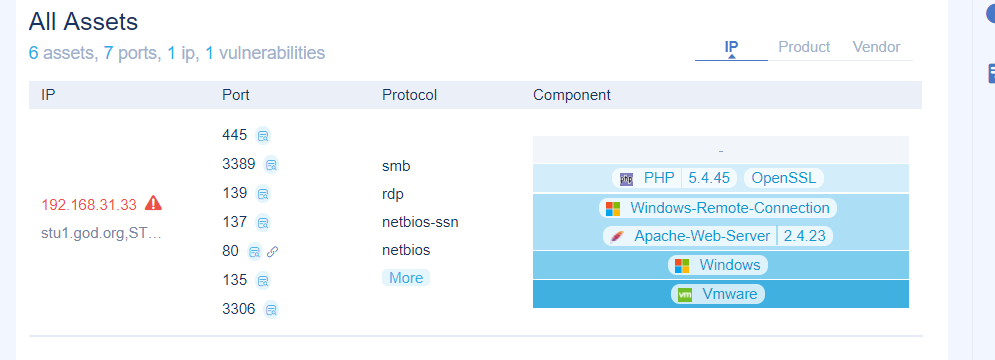 All Assets
6 assets, 7 ports, 1 ip, 1 vulnerabilities
IP Product Vendor
IP Port Protocol Component
192.168.31.33
stu1.god.org,ST...
445
3389
139
137
80
135
3306
smb
rdp
netbios-ssn
netbios
More
-
PHP 5.4.45 OpenSSL
Windows-Remote-Connection
Apache-Web-Server 2.4.23
Windows
vm Vmware